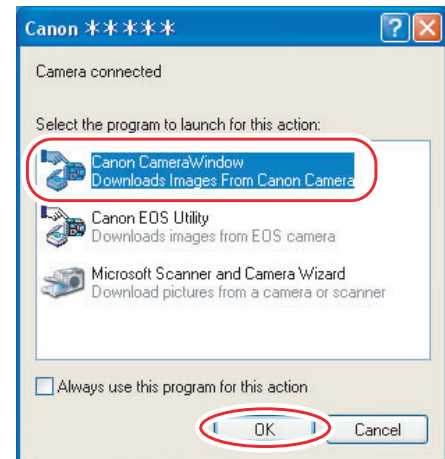 Canon *****
Camera connected
Select the program to launch for this action:
Canon CameraWindow
Downloads Images From Canon Camera
Canon EOS Utility
Downloads images from EOS camera
Microsoft Scanner and Camera Wizard
Download pictures from a camera or scanner
Always use this program for this action
OK Cancel